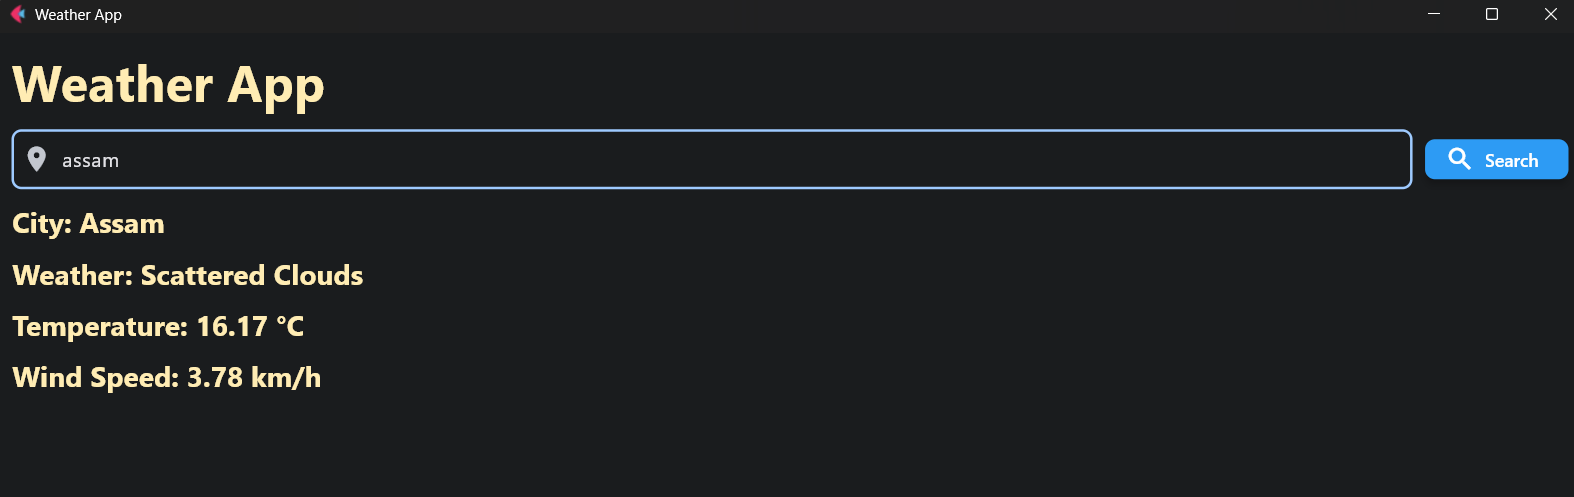 Weather App
Weather App
assam
Search
City: Assam
Weather: Scattered Clouds
Temperature: 16.17 °C
Wind Speed: 3.78 km/h